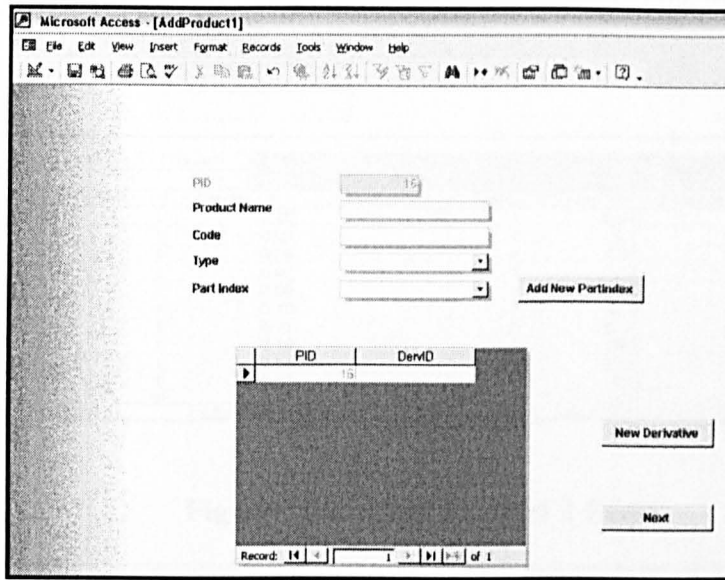 Microsoft Access - [AddProduct1]
File Edit View Insert Format Records Tools Window Help
PID 16
Product Name
Code
Type
Part Index Add New PartIndex
PID DervID
16
New Derivative
Next
Record: 1 of 1